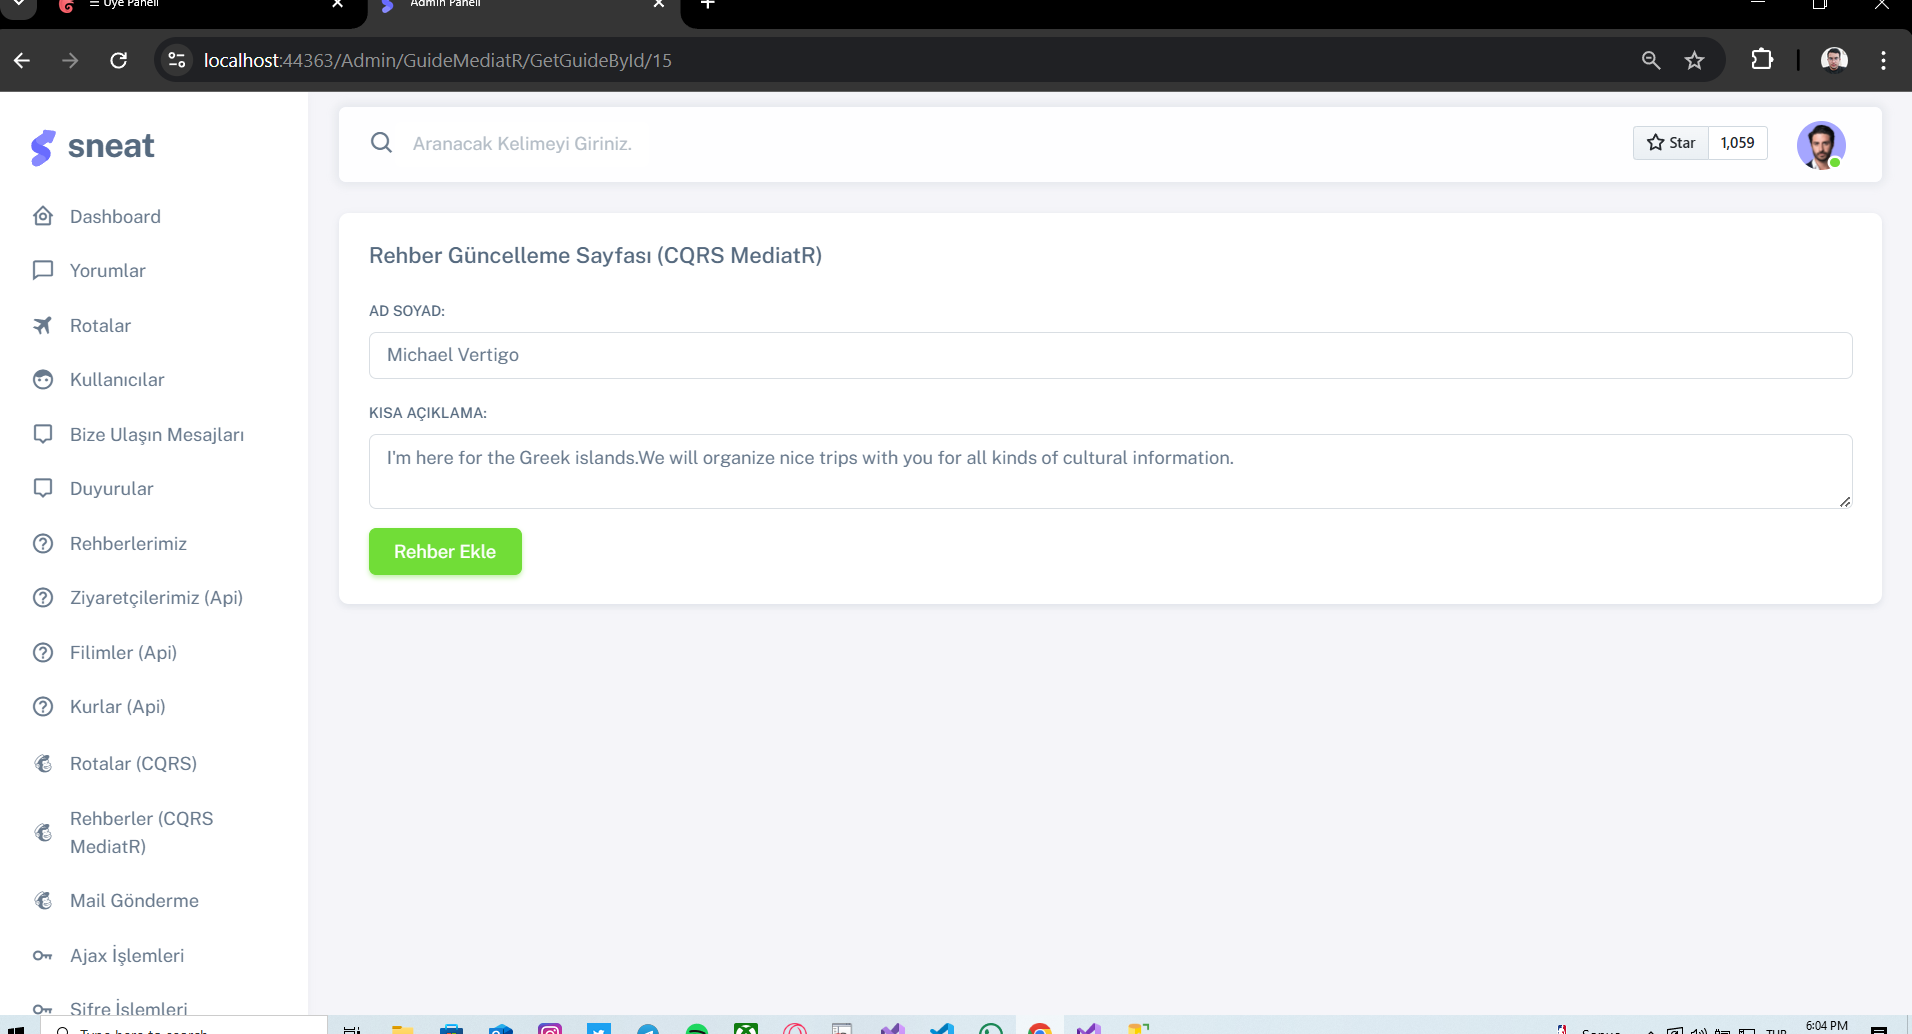 Üye Paneli
Admin Paneli
localhost:44363/Admin/GuideMediatR/GetGuideById/15
sneat
Dashboard
Yorumlar
Rotalar
Kullanıcılar
Bize Ulaşın Mesajları
Duyurular
Rehberlerimiz
Ziyaretçilerimiz (Api)
Filimler (Api)
Kurlar (Api)
Rotalar (CQRS)
Rehberler (CQRS
MediatR)
Mail Gönderme
Ajax İşlemleri
Şifre İşlemleri
Aranacak Kelimeyi Giriniz.
Star 1,059
Rehber Güncelleme Sayfası (CQRS MediatR)
AD SOYAD:
Michael Vertigo
KISA AÇIKLAMA:
I'm here for the Greek islands.We will organize nice trips with you for all kinds of cultural information.
Rehber Ekle
Type here to search
TUR
6:04 PM